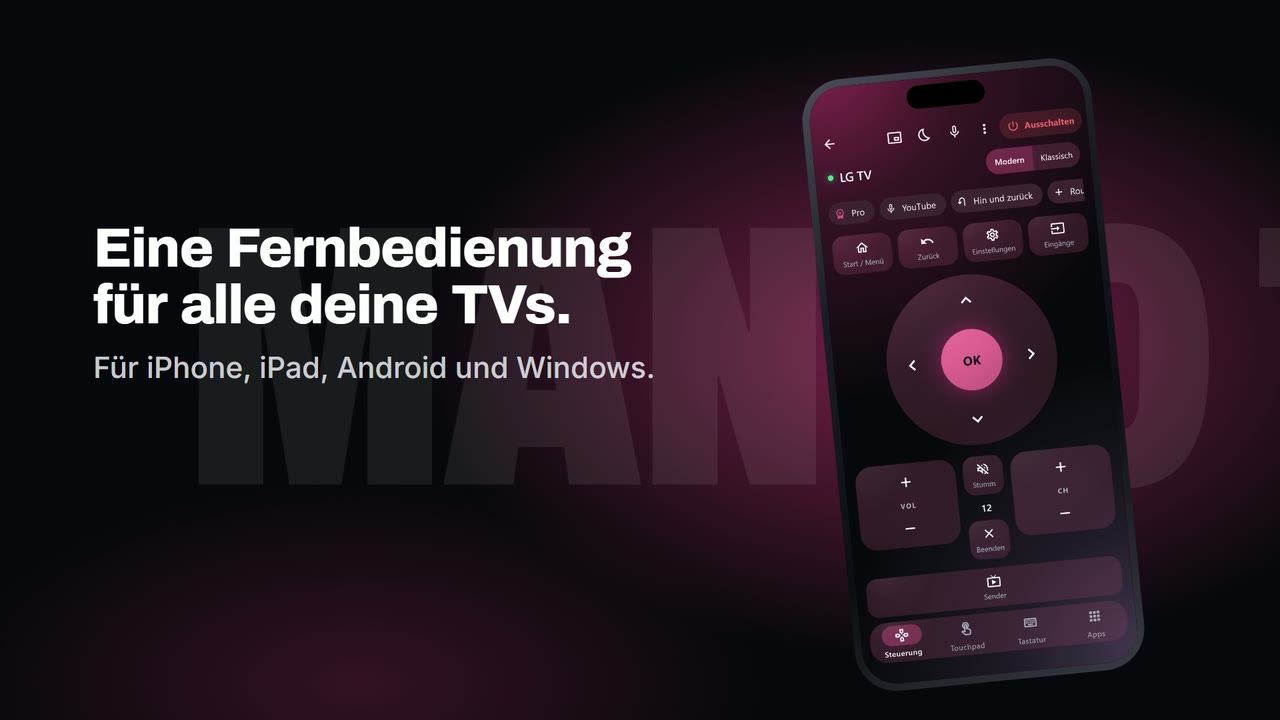 Eine Fernbedienung
für alle deine TVs.
Für iPhone, iPad, Android und Windows.
Ausschalten
LG TV
Modern
Klassisch
Pro
YouTube
Hin und zurück
Start / Menü
Zurück
Einstellungen
Eingänge
OK
VOL
Stumm
12
Beenden
CH
Sender
Steuerung
Touchpad
Tastatur
Apps